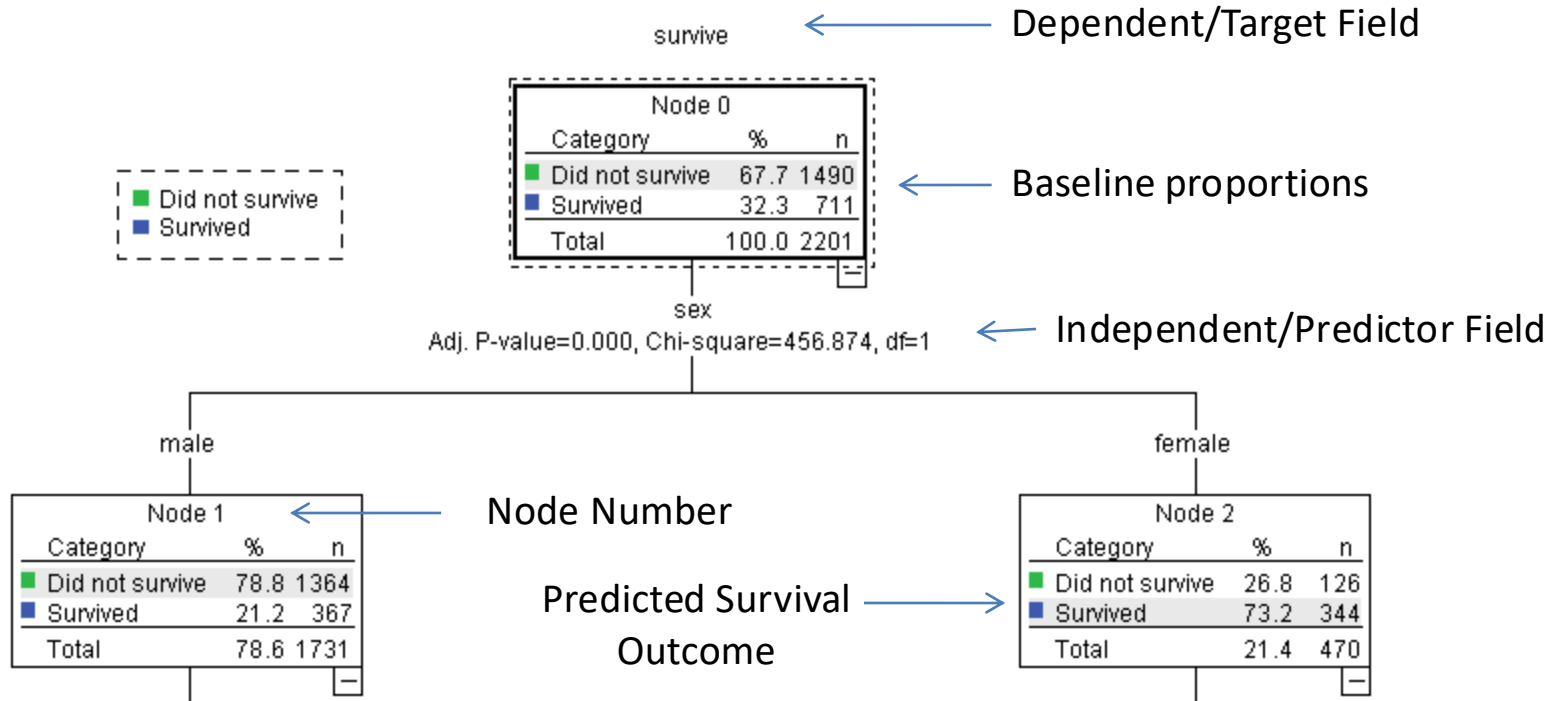 survive
Dependent/Target Field
Node 0
Category % n
Did not survive 67.7 1490
Survived 32.3 711
Total 100.0 2201
Baseline proportions
Did not survive
Survived
sex
Adj. P-value=0.000, Chi-square=456.874, df=1
Independent/Predictor Field
male
female
Node 1
Category % n
Did not survive 78.8 1364
Survived 21.2 367
Total 78.6 1731
Node Number
Predicted Survival
Outcome
Node 2
Category % n
Did not survive 26.8 126
Survived 73.2 344
Total 21.4 470